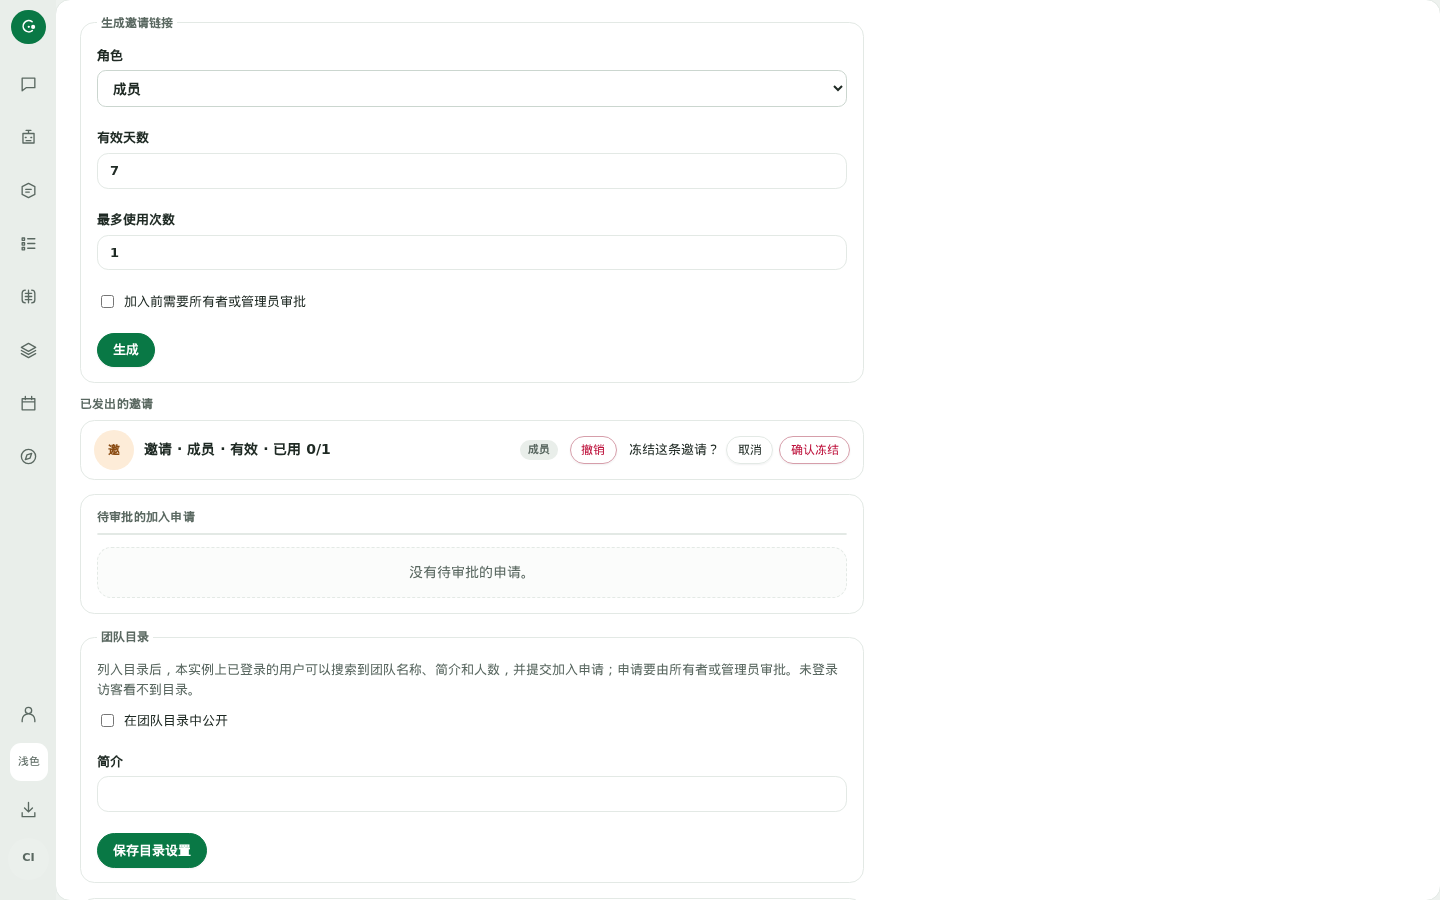 生成邀请链接
角色
成员
有效天数
7
最多使用次数
1
加入前需要所有者或管理员审批
生成
已发出的邀请
邀 邀请 · 成员 · 有效 · 已用 0/1 成员 撤销 冻结这条邀请？ 取消 确认冻结
待审批的加入申请
没有待审批的申请。
团队目录
列入目录后，本实例上已登录的用户可以搜索到团队名称、简介和人数，并提交加入申请；申请要由所有者或管理员审批。未登录
访客看不到目录。
在团队目录中公开
简介
保存目录设置
浅色
CI